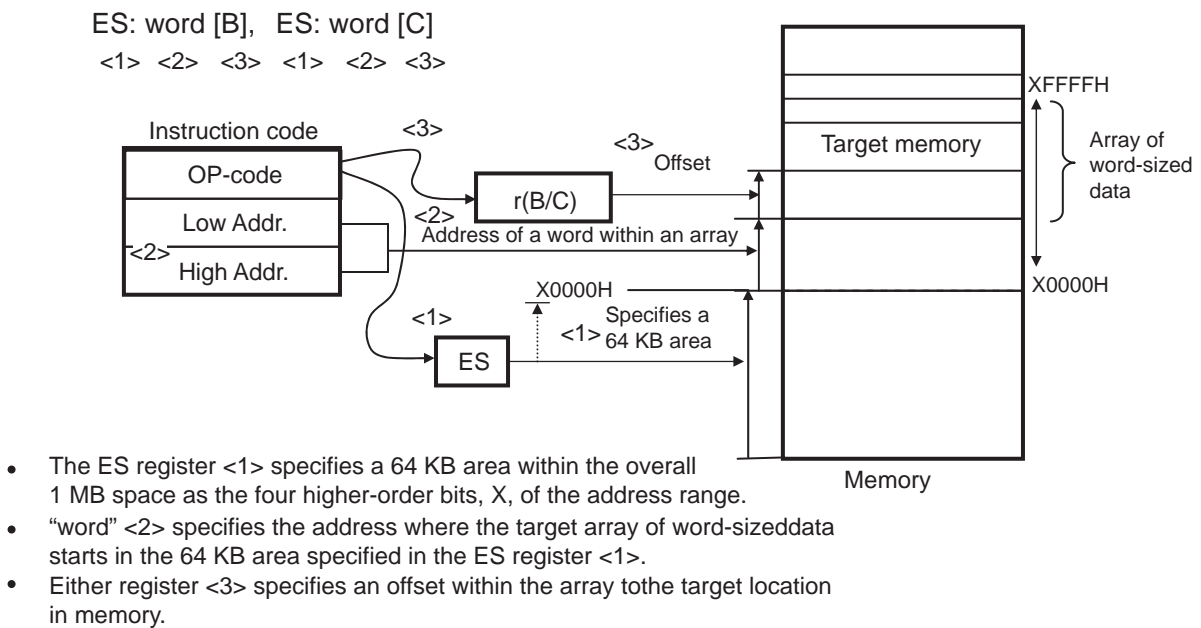 ES: word [B], ES: word [C]
<1> <2> <3> <1> <2> <3>
XFFFFH
Instruction code
<3>
OP-code
Low Addr.
<2>
High Addr.
r(B/C)
<3>
Offset
<2>
Address of a word within an array
Target memory
Array of
word-sized
data
X0000H
X0000H
<1>
Specifies a
<1> 64 KB area
ES
Memory
• The ES register <1> specifies a 64 KB area within the overall
1 MB space as the four higher-order bits, X, of the address range.
• “word” <2> specifies the address where the target array of word-sizeddata
starts in the 64 KB area specified in the ES register <1>.
• Either register <3> specifies an offset within the array tothe target location
in memory.